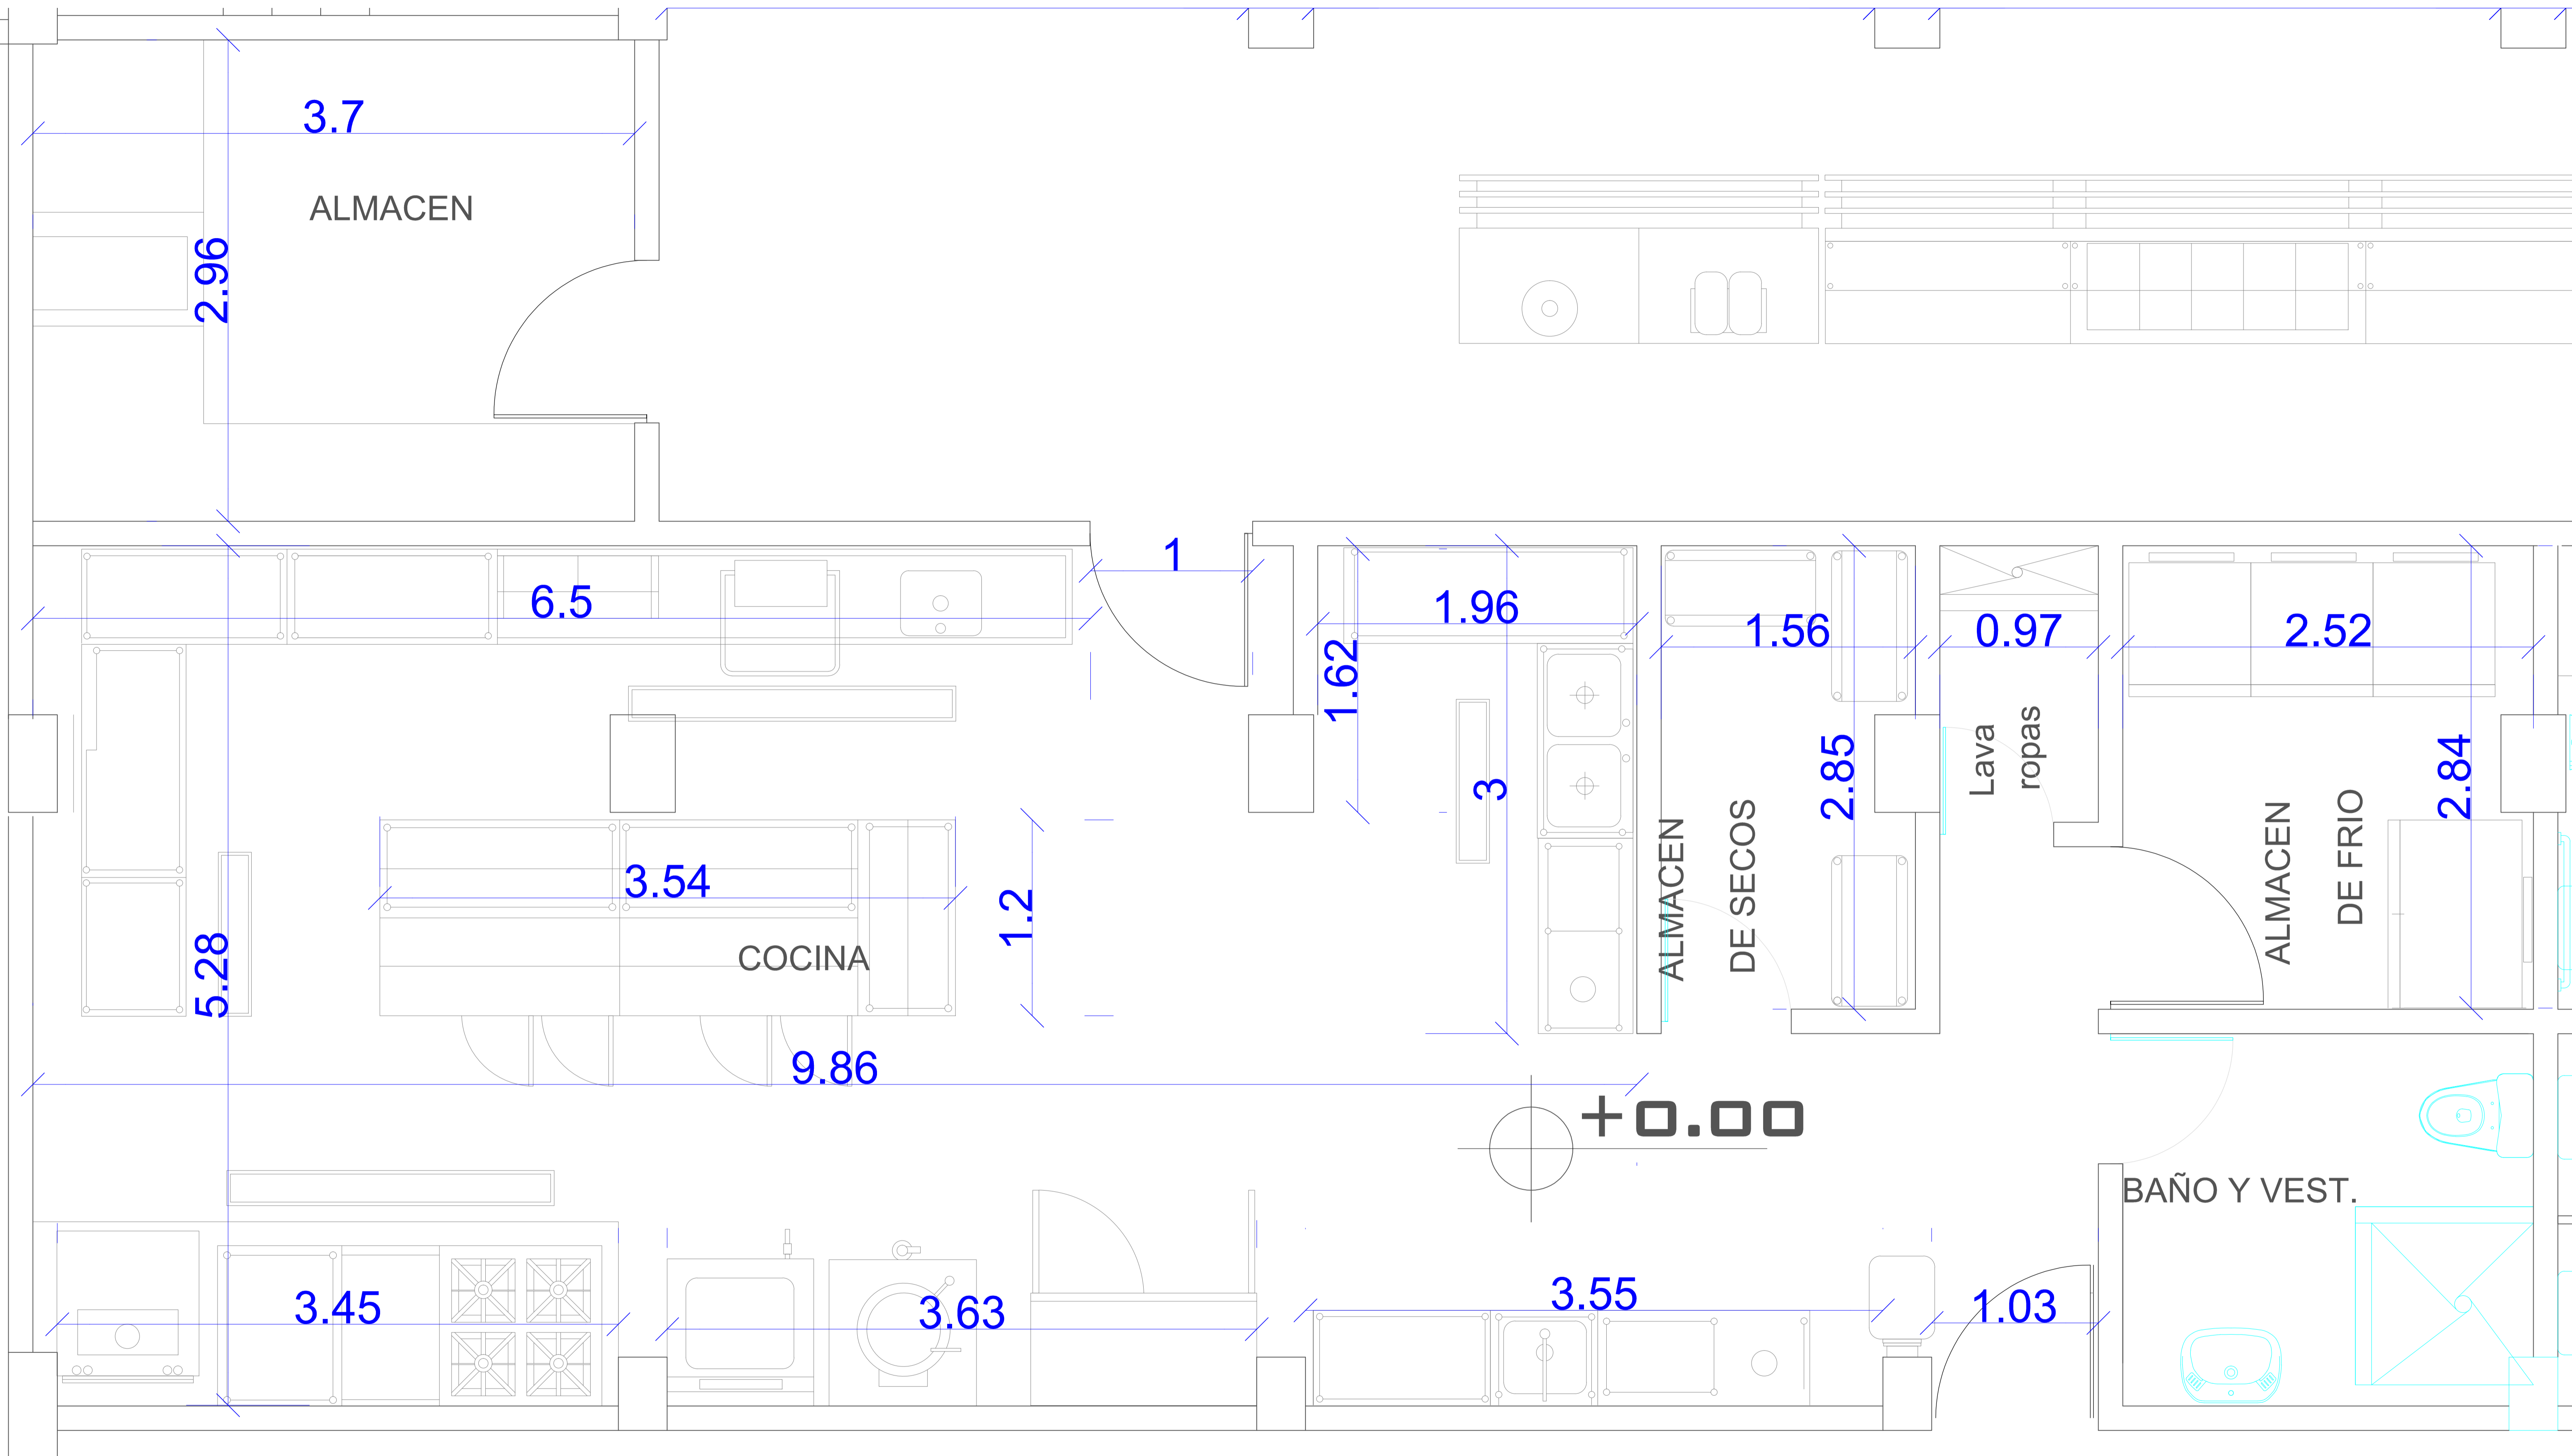 3.7
ALMACEN
2.96
1
6.5
1.96
1.56
0.97
2.52
1.62
Lava
ropas
3
2.85
2.84
ALMACEN
DE SECOS
ALMACEN
DE FRIO
3.54
1.2
COCINA
5.28
9.86
+0.00
BAÑO Y VEST.
3.45
3.63
3.55
1.03